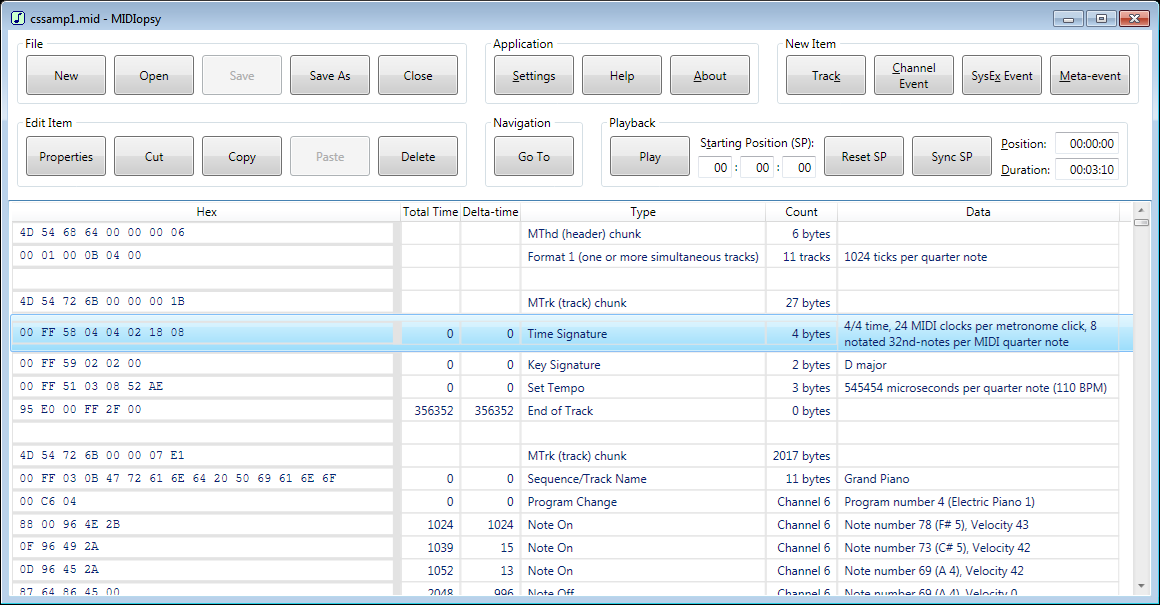 cssamp1.mid - MIDIopsy
File
New Open Save Save As Close
Application
Settings Help About
New Item
Track Channel Event SysEx Event Meta-event
Edit Item
Properties Cut Copy Paste Delete
Navigation
Go To
Playback
Play Starting Position (SP): 00 : 00 : 00 Reset SP Sync SP
Position: 00:00:00
Duration: 00:03:10
Hex Total Time Delta-time Type Count Data
4D 54 68 64 00 00 00 06 MThd (header) chunk 6 bytes
00 01 00 0B 04 00 Format 1 (one or more simultaneous tracks) 11 tracks 1024 ticks per quarter note
4D 54 72 6B 00 00 00 1B MTrk (track) chunk 27 bytes
00 FF 58 04 04 02 18 08 0 0 Time Signature 4 bytes 4/4 time, 24 MIDI clocks per metronome click, 8
notated 32nd-notes per MIDI quarter note
00 FF 59 02 02 00 0 0 Key Signature 2 bytes D major
00 FF 51 03 08 52 AE 0 0 Set Tempo 3 bytes 545454 microseconds per quarter note (110 BPM)
95 E0 00 FF 2F 00 356352 356352 End of Track 0 bytes
4D 54 72 6B 00 00 07 E1 MTrk (track) chunk 2017 bytes
00 FF 03 0B 47 72 61 6E 64 20 50 69 61 6E 6F 0 0 Sequence/Track Name 11 bytes Grand Piano
00 C6 04 0 0 Program Change Channel 6 Program number 4 (Electric Piano 1)
88 00 96 4E 2B 1024 1024 Note On Channel 6 Note number 78 (F# 5), Velocity 43
0F 96 49 2A 1039 15 Note On Channel 6 Note number 73 (C# 5), Velocity 42
0D 96 45 2A 1052 13 Note On Channel 6 Note number 69 (A 4), Velocity 42
87 64 86 45 00 2048 996 Note Off Channel 6 Note number 69 (A 4), Velocity 0